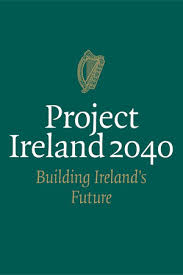 Project
Ireland 2040
Building Ireland's
Future